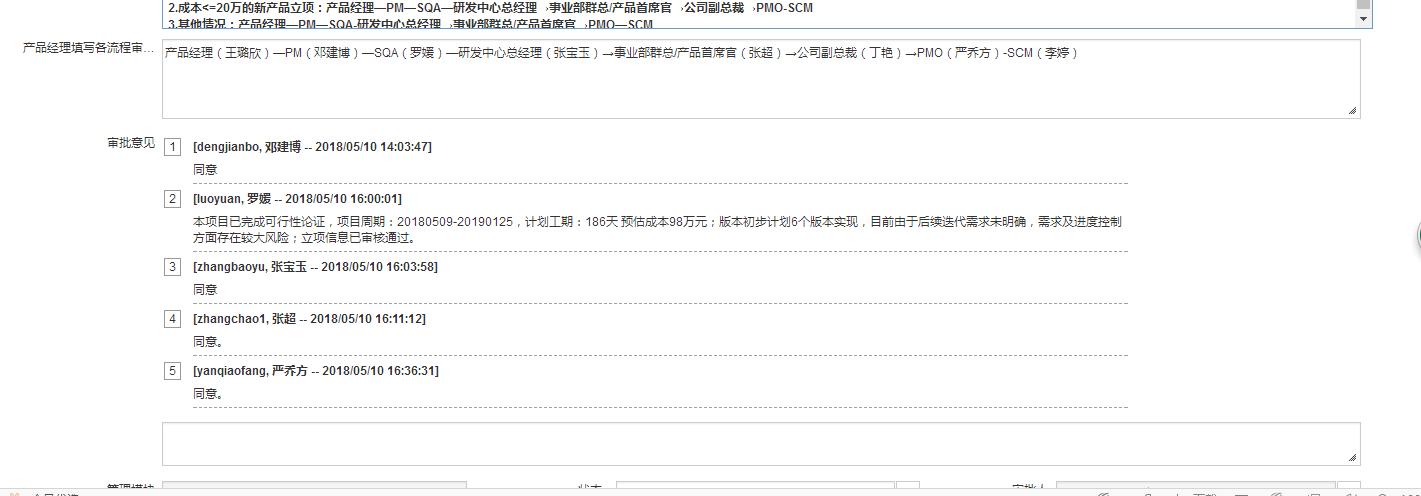 2.成本<=20万的新产品立项：产品经理—PM—SQA—研发中心总经理 →事业部群总/产品首席官 →公司副总裁 →PMO-SCM
3.其他情况：产品经理—PM—SQA-研发中心总经理 →事业部群总/产品首席官 →PMO—SCM
产品经理填写各流程审...
产品经理（王璐欣）—PM（邓建博）—SQA（罗媛）—研发中心总经理（张宝玉）→事业部群总/产品首席官（张超）→公司副总裁（丁艳）→PMO（严乔方）-SCM（李婷）
审批意见
1 [dengjianbo, 邓建博 -- 2018/05/10 14:03:47]
同意
2 [luoyuan, 罗媛 -- 2018/05/10 16:00:01]
本项目已完成可行性论证，项目周期：20180509-20190125，计划工期：186天 预估成本98万元；版本初步计划6个版本实现，目前由于后续迭代需求未明确，需求及进度控制
方面存在较大风险；立项信息已审核通过。
3 [zhangbaoyu, 张宝玉 -- 2018/05/10 16:03:58]
同意
4 [zhangchao1, 张超 -- 2018/05/10 16:11:12]
同意。
5 [yanqiaofang, 严乔方 -- 2018/05/10 16:36:31]
同意。
管理模块 状态 审批人